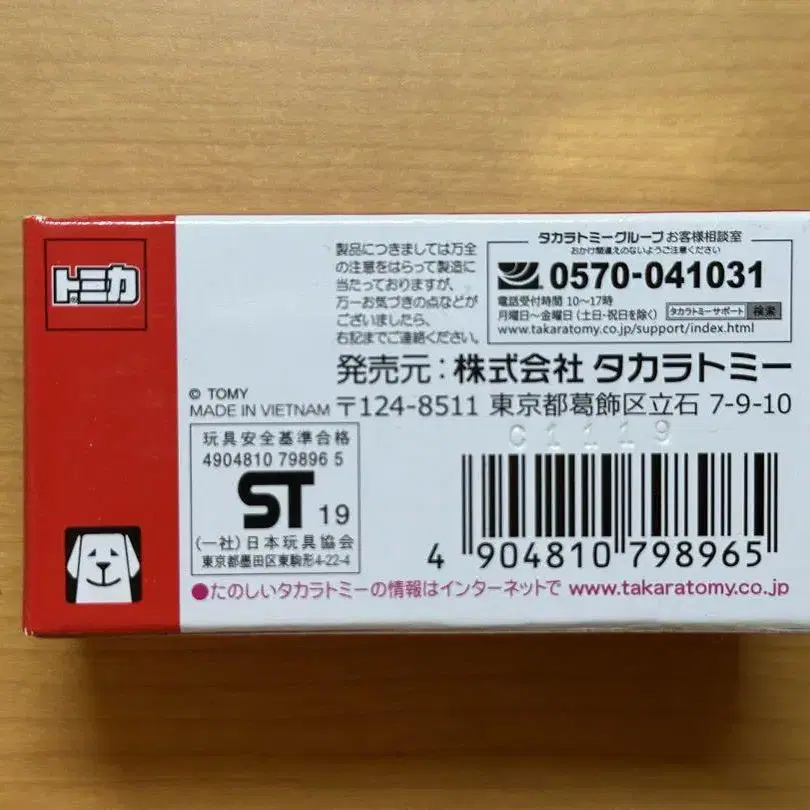 トミカ
製品につきましては万全
の注意をはらって製造に
当たっておりますが、
万一お気づきの点などが
ございましたら、
右記までご連絡ください。
タカラトミーグループ お客様相談室
おかけ間違えのないようご注意ください
0570-041031
電話受付時間 10〜17時
月曜日〜金曜日 (土日・祝日を除く) タカラトミーサポート 検索
www.takaratomy.co.jp/support/index.html
発売元:株式会社 タカラトミー
© TOMY
MADE IN VIETNAM
〒124-8511 東京都葛飾区立石 7-9-10
C1119
玩具安全基準合格
4904810 79896 5
ST 19
(一社)日本玩具協会
東京都墨田区東駒形4-22-4
4 904810 798965
●たのしいタカラトミーの情報はインターネットで www.takaratomy.co.jp